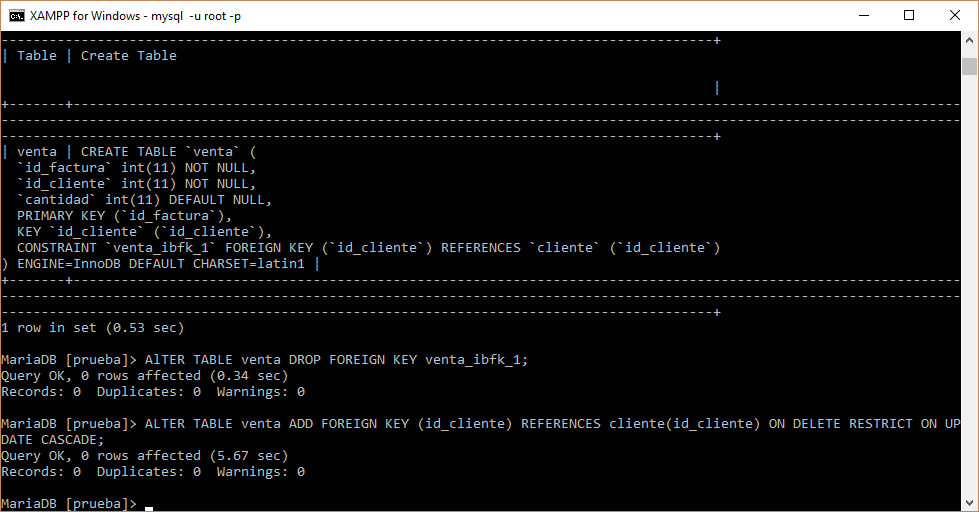 XAMPP for Windows - mysql -u root -p
---------------------------------------------------------------------------------------+
| Table | Create Table
|
+-------+---------------------------------------------------------------------------------------------------------------
------------------------------------------------------------------------------------------------------------------------
-----------------------------------------------------------------------------------------+
| venta | CREATE TABLE `venta` (
`id_factura` int(11) NOT NULL,
`id_cliente` int(11) NOT NULL,
`cantidad` int(11) DEFAULT NULL,
PRIMARY KEY (`id_factura`),
KEY `id_cliente` (`id_cliente`),
CONSTRAINT `venta_ibfk_1` FOREIGN KEY (`id_cliente`) REFERENCES `cliente` (`id_cliente`)
) ENGINE=InnoDB DEFAULT CHARSET=latin1 |
+-------+---------------------------------------------------------------------------------------------------------------
------------------------------------------------------------------------------------------------------------------------
-----------------------------------------------------------------------------------------+
1 row in set (0.53 sec)
MariaDB [prueba]> AlTER TABLE venta DROP FOREIGN KEY venta_ibfk_1;
Query OK, 0 rows affected (0.34 sec)
Records: 0  Duplicates: 0  Warnings: 0
MariaDB [prueba]> ALTER TABLE venta ADD FOREIGN KEY (id_cliente) REFERENCES cliente(id_cliente) ON DELETE RESTRICT ON UP
DATE CASCADE;
Query OK, 0 rows affected (5.67 sec)
Records: 0  Duplicates: 0  Warnings: 0
MariaDB [prueba]> _